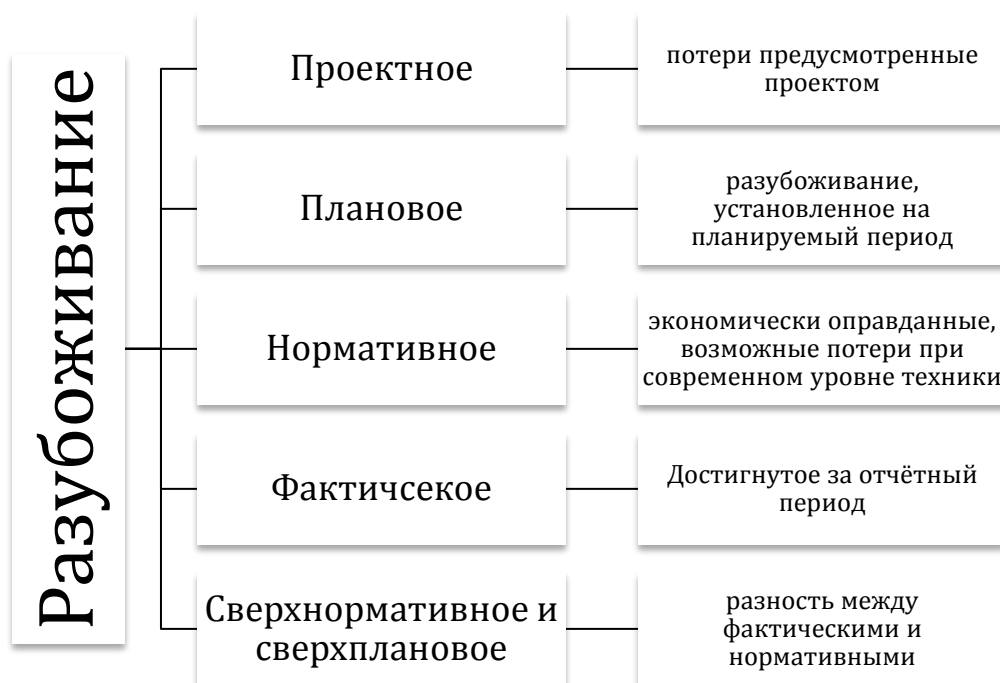 Разубоживание
Проектное
потери предусмотренные
проектом
Плановое
разубоживание,
установленное на
планируемый период
Нормативное
экономически оправданные,
возможные потери при
современном уровне техники
Фактичсекое
Достигнутое за отчётный
период
Сверхнормативное и
сверхплановое
разность между
фактическими и
нормативными